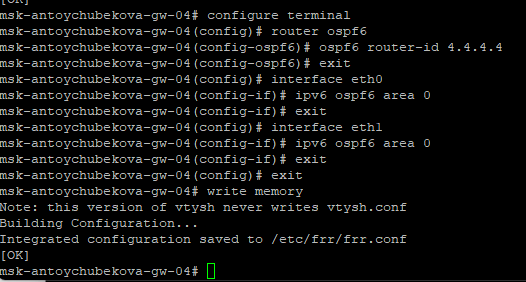 [OK]
msk-antoychubekova-gw-04# configure terminal
msk-antoychubekova-gw-04(config)# router ospf6
msk-antoychubekova-gw-04(config-ospf6)# ospf6 router-id 4.4.4.4
msk-antoychubekova-gw-04(config-ospf6)# exit
msk-antoychubekova-gw-04(config)# interface eth0
msk-antoychubekova-gw-04(config-if)# ipv6 ospf6 area 0
msk-antoychubekova-gw-04(config-if)# exit
msk-antoychubekova-gw-04(config)# interface eth1
msk-antoychubekova-gw-04(config-if)# ipv6 ospf6 area 0
msk-antoychubekova-gw-04(config-if)# exit
msk-antoychubekova-gw-04(config)# exit
msk-antoychubekova-gw-04# write memory
Note: this version of vtysh never writes vtysh.conf
Building Configuration...
Integrated configuration saved to /etc/frr/frr.conf
[OK]
msk-antoychubekova-gw-04#